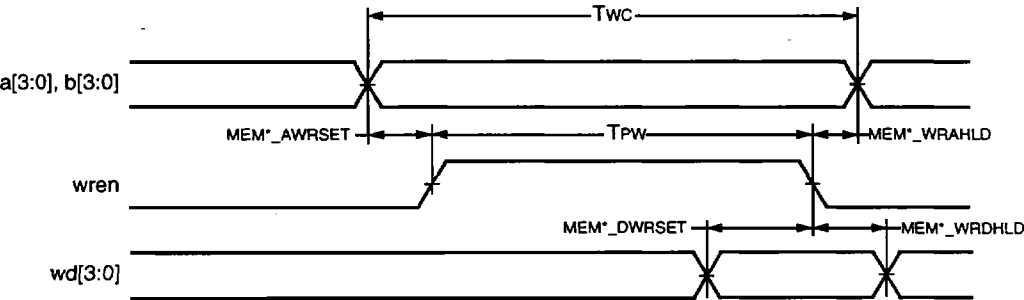 TWC
a[3:0], b[3:0]
MEM*_AWRSET TPW MEM*_WRAHLD
wren
MEM*_DWRSET MEM*_WRDHLD
wd[3:0]